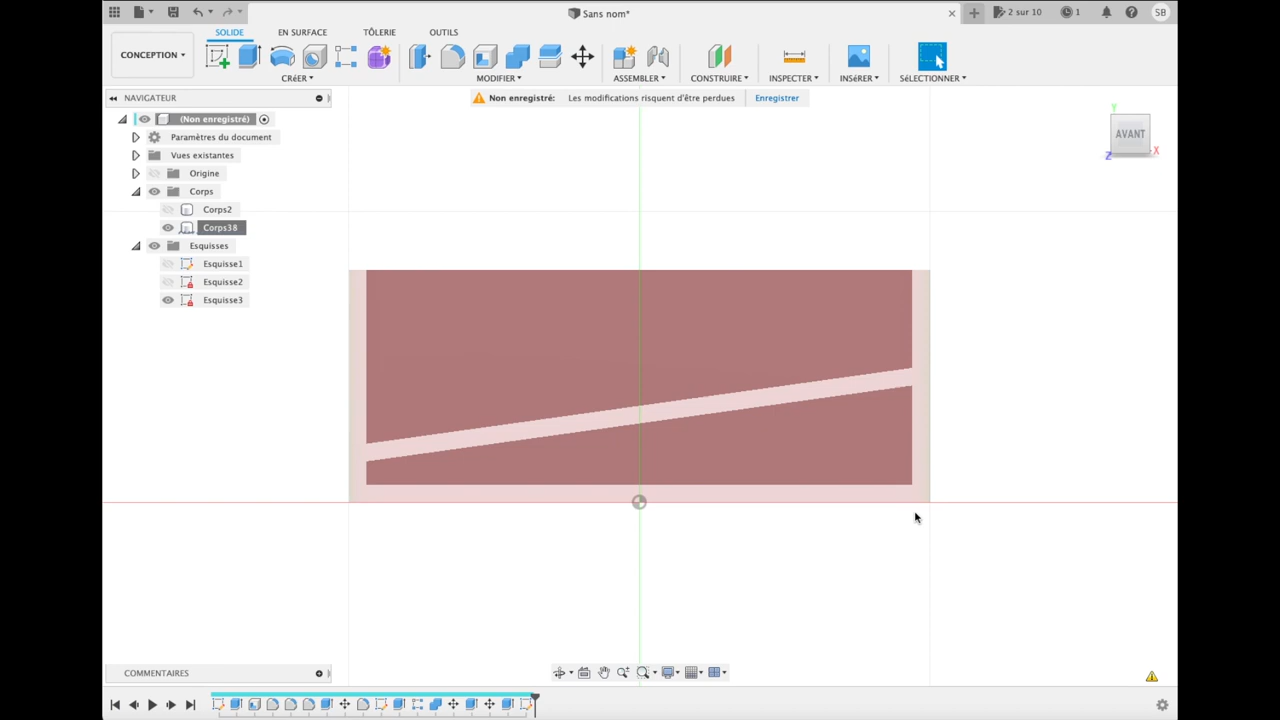 Sans nom*
2 sur 10
1
SB
CONCEPTION
SOLIDE
EN SURFACE
TÔLERIE
OUTILS
CRéER
MODIFIER
ASSEMBLER
CONSTRUIRE
INSPECTER
INSÉRER
SÉLECTIONNER
NAVIGATEUR
Non enregistré: Les modifications risquent d'être perdues Enregistrer
(Non enregistré)
Paramètres du document
Vues existantes
Origine
Corps
Corps2
Corps38
Esquisses
Esquisse1
Esquisse2
Esquisse3
Y
AVANT
X
Z
COMMENTAIRES